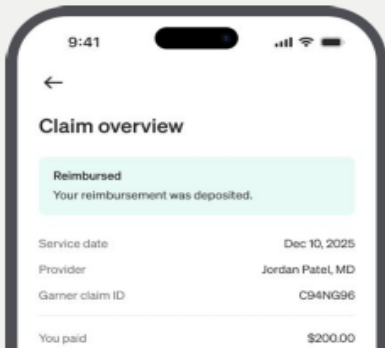 9:41
Claim overview
Reimbursed
Your reimbursement was deposited.
Service date Dec 10, 2025
Provider Jordan Patel, MD
Garner claim ID C94NG96
You paid $200.00